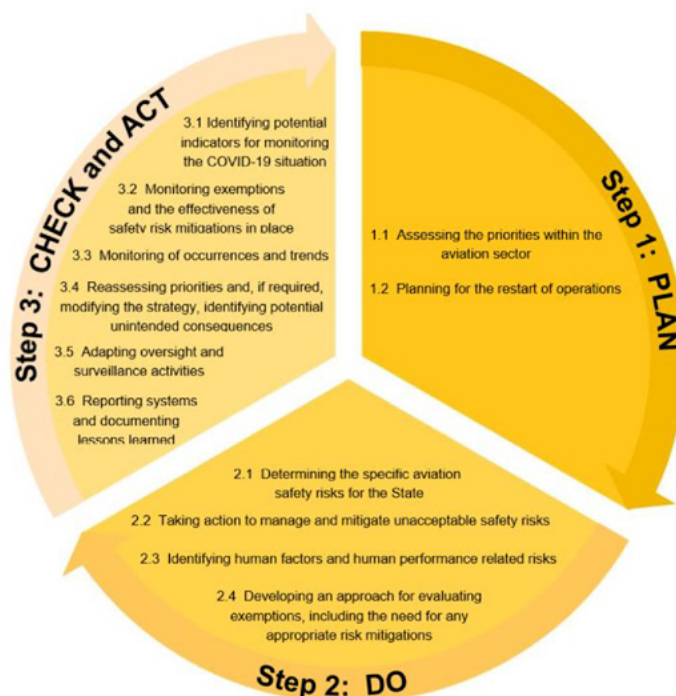 Step 1: PLAN
1.1 Assessing the priorities within the
aviation sector
1.2 Planning for the restart of operations
Step 2: DO
2.1 Determining the specific aviation
safety risks for the State
2.2 Taking action to manage and mitigate unacceptable safety risks
2.3 Identifying human factors and human performance related risks
2.4 Developing an approach for evaluating
exemptions, including the need for any
appropriate risk mitigations
Step 3: CHECK and ACT
3.1 Identifying potential
indicators for monitoring
the COVID-19 situation
3.2 Monitoring exemptions
and the effectiveness of
safety risk mitigations in place
3.3 Monitoring of occurrences and trends
3.4 Reassessing priorities and, if required,
modifying the strategy, identifying potential
unintended consequences
3.5 Adapting oversight and
surveillance activities
3.6 Reporting systems
and documenting
lessons learned